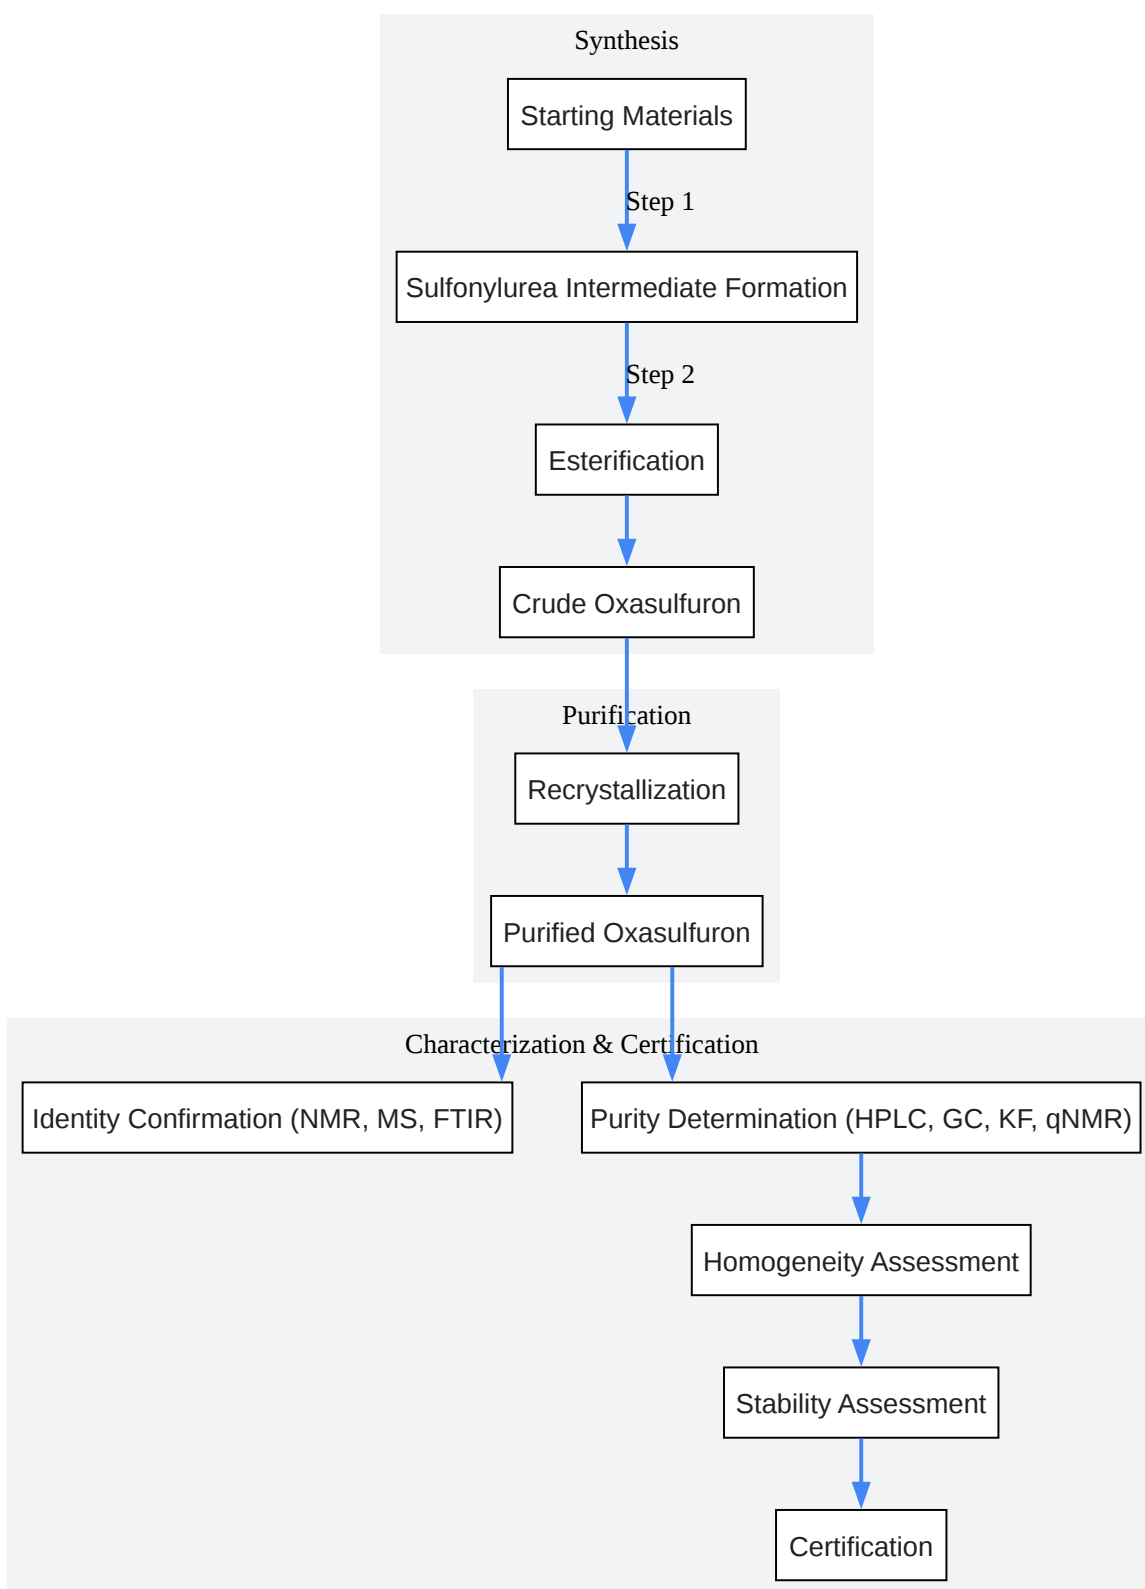 Synthesis
Starting Materials
Step 1
Sulfonylurea Intermediate Formation
Step 2
Esterification
Crude Oxasulfuron
Purification
Recrystallization
Purified Oxasulfuron
Characterization & Certification
Identity Confirmation (NMR, MS, FTIR)
Purity Determination (HPLC, GC, KF, qNMR)
Homogeneity Assessment
Stability Assessment
Certification